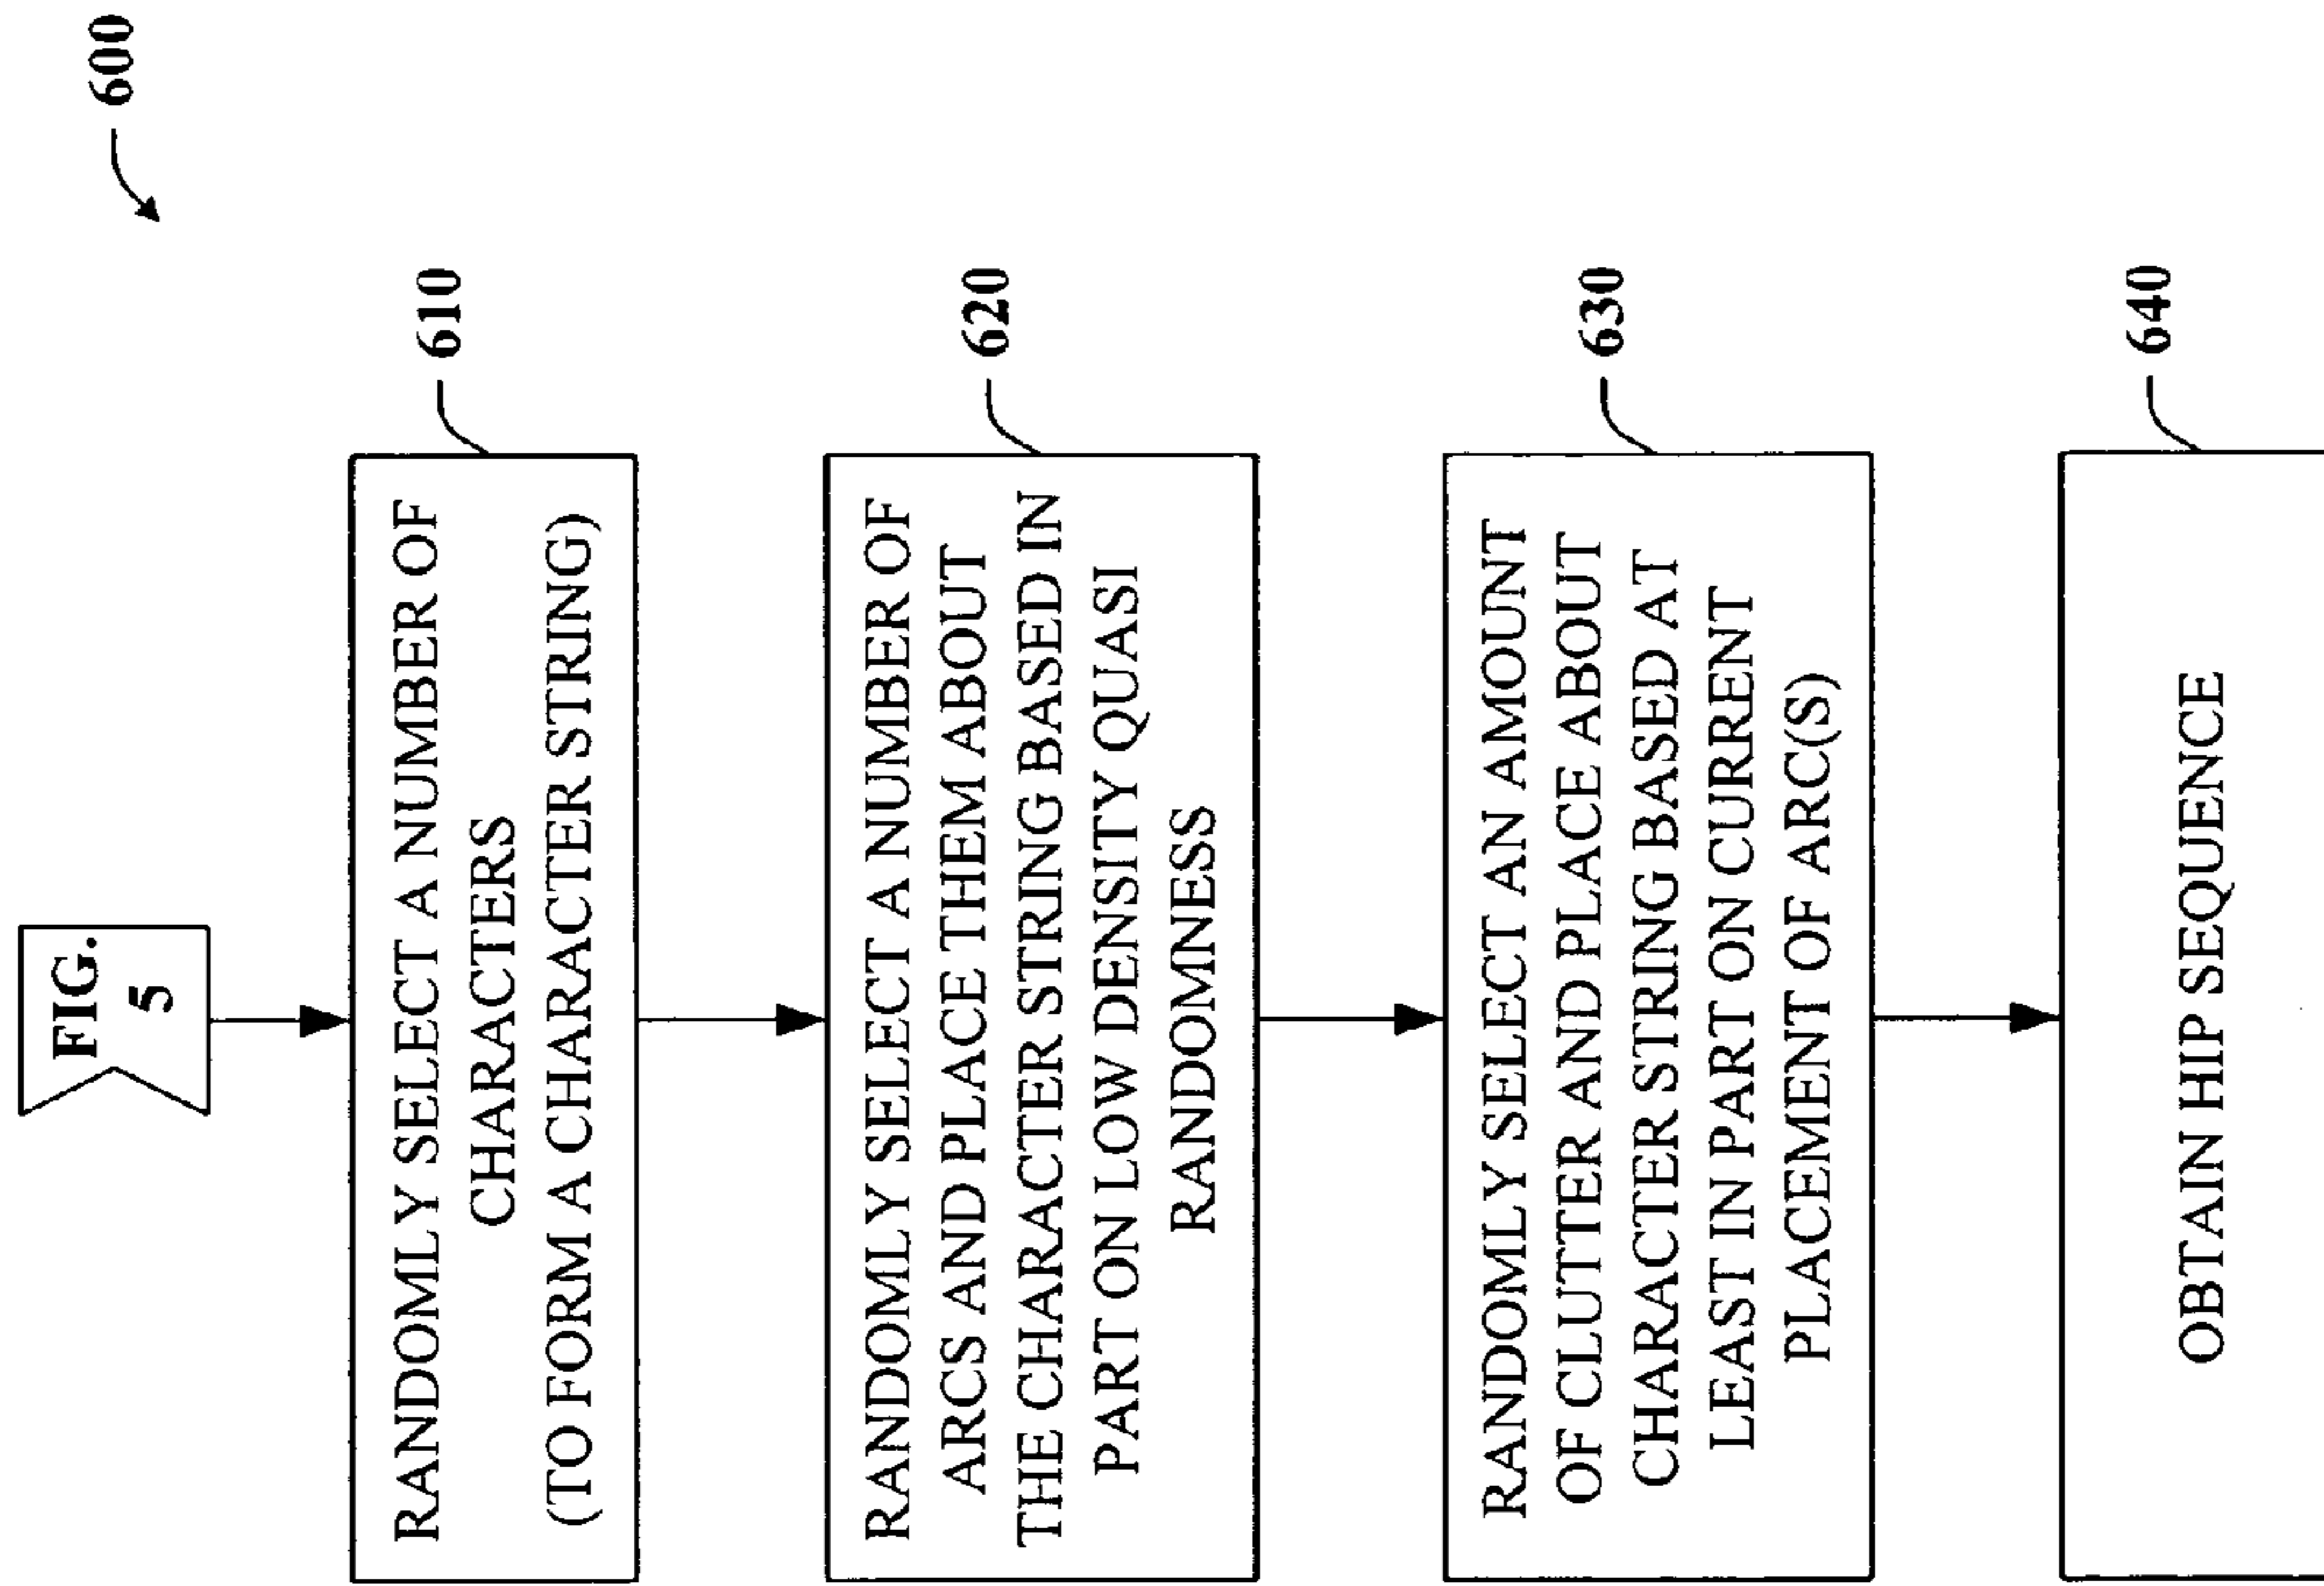 600
FIG.
5
RANDOMLY SELECT A NUMBER OF
CHARACTERS
(TO FORM A CHARACTER STRING)
610
RANDOMLY SELECT A NUMBER OF
ARCS AND PLACE THEM ABOUT
THE CHARACTER STRING BASED IN
PART ON LOW DENSITY QUASI
RANDOMNESS
620
RANDOMLY SELECT AN AMOUNT
OF CLUTTER AND PLACE ABOUT
CHARACTER STRING BASED AT
LEAST IN PART ON CURRENT
PLACEMENT OF ARC(S)
630
OBTAIN HIP SEQUENCE
640